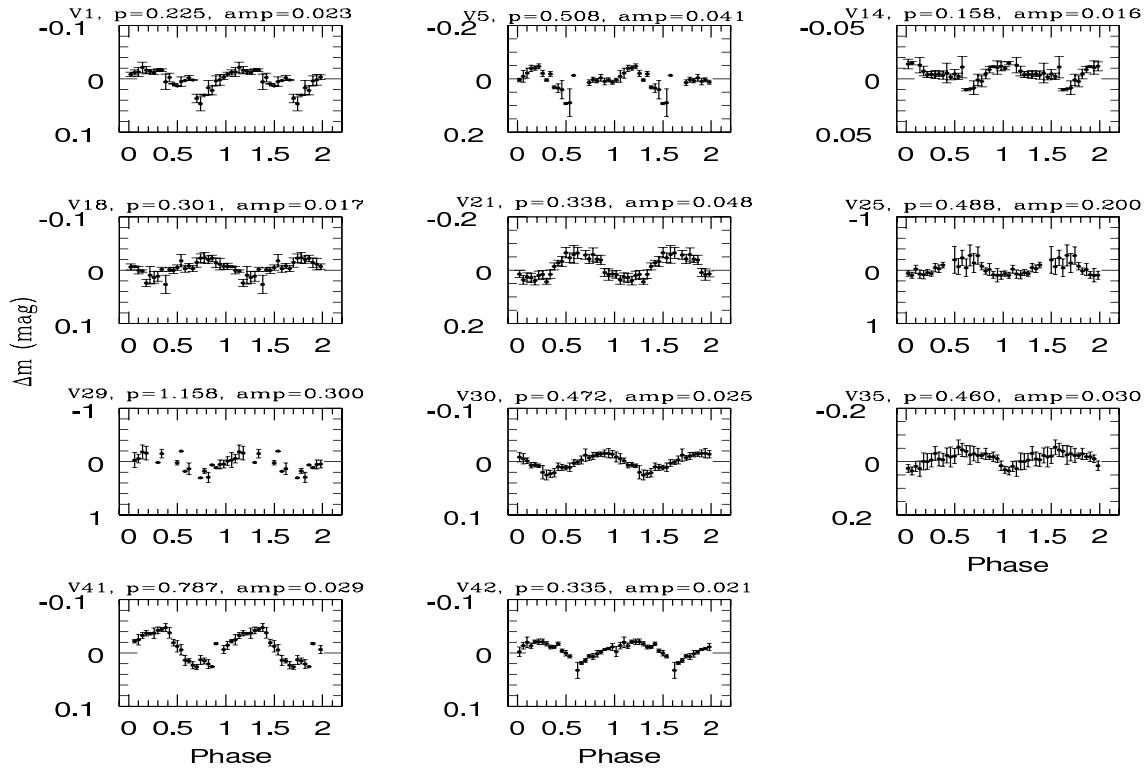 V1, p=0.225, amp=0.023
V5, p=0.508, amp=0.041
V14, p=0.158, amp=0.016
-0.1
0
0.1
-0.2
0
0.2
-0.05
0
0.05
0 0.5 1 1.5 2
0 0.5 1 1.5 2
0 0.5 1 1.5 2
V18, p=0.301, amp=0.017
V21, p=0.338, amp=0.048
V25, p=0.488, amp=0.200
-0.1
0
0.1
-0.2
0
0.2
-1
0
1
0 0.5 1 1.5 2
0 0.5 1 1.5 2
0 0.5 1 1.5 2
Δm (mag)
V29, p=1.158, amp=0.300
V30, p=0.472, amp=0.025
V35, p=0.460, amp=0.030
-1
0
1
-0.1
0
0.1
-0.2
0
0.2
0 0.5 1 1.5 2
0 0.5 1 1.5 2
0 0.5 1 1.5 2
Phase
V41, p=0.787, amp=0.029
V42, p=0.335, amp=0.021
-0.1
0
0.1
-0.1
0
0.1
0 0.5 1 1.5 2
0 0.5 1 1.5 2
Phase
Phase